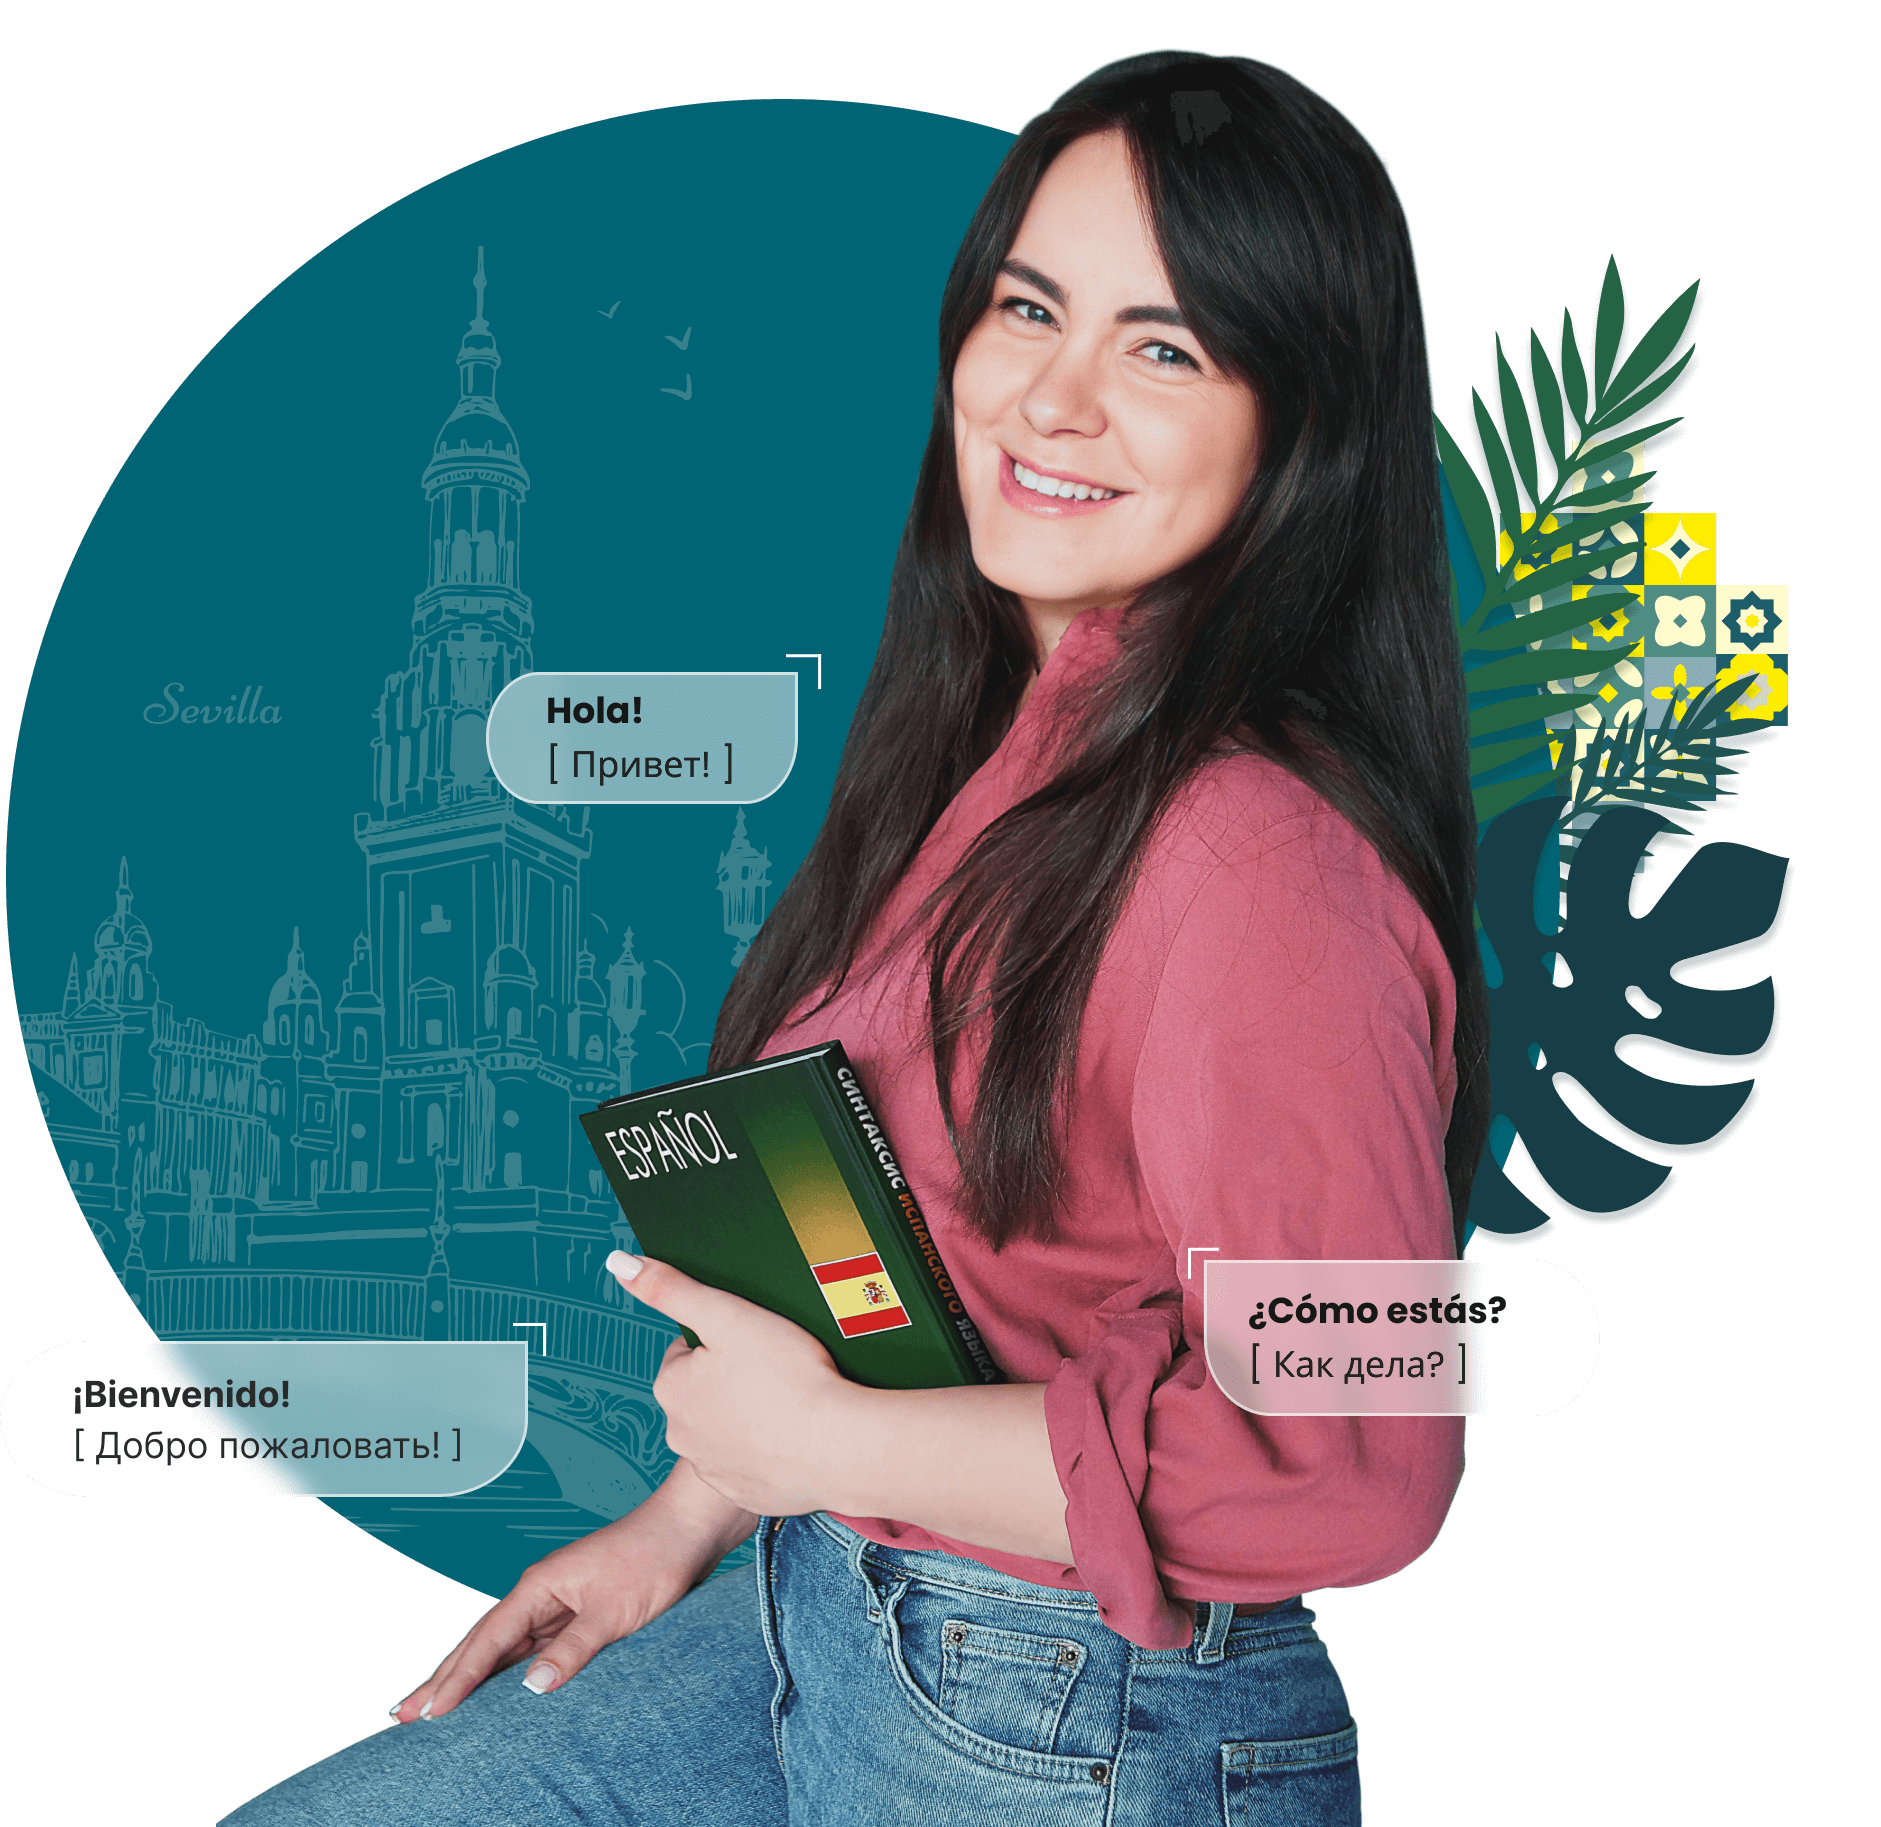 Sevilla
Hola!
[ Привет! ]
ESPAÑOL
СИНТАКСИС ИСПАНСКОГО ЯЗЫКА
¿Cómo estás?
[ Как дела? ]
¡Bienvenido!
[ Добро пожаловать! ]